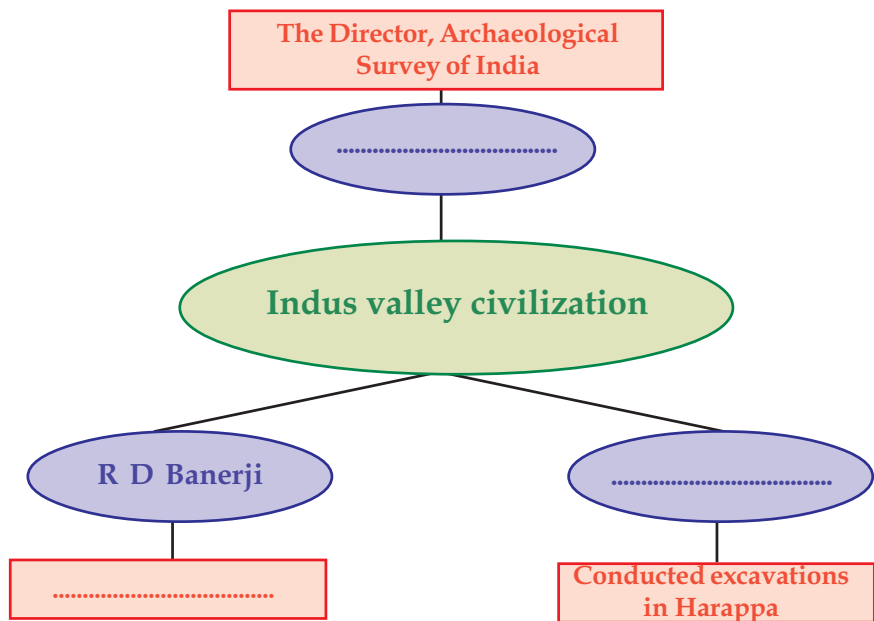 The Director, Archaeological
Survey of India
.....................................
Indus valley civilization
R D Banerji
.....................................
.....................................
Conducted excavations
in Harappa